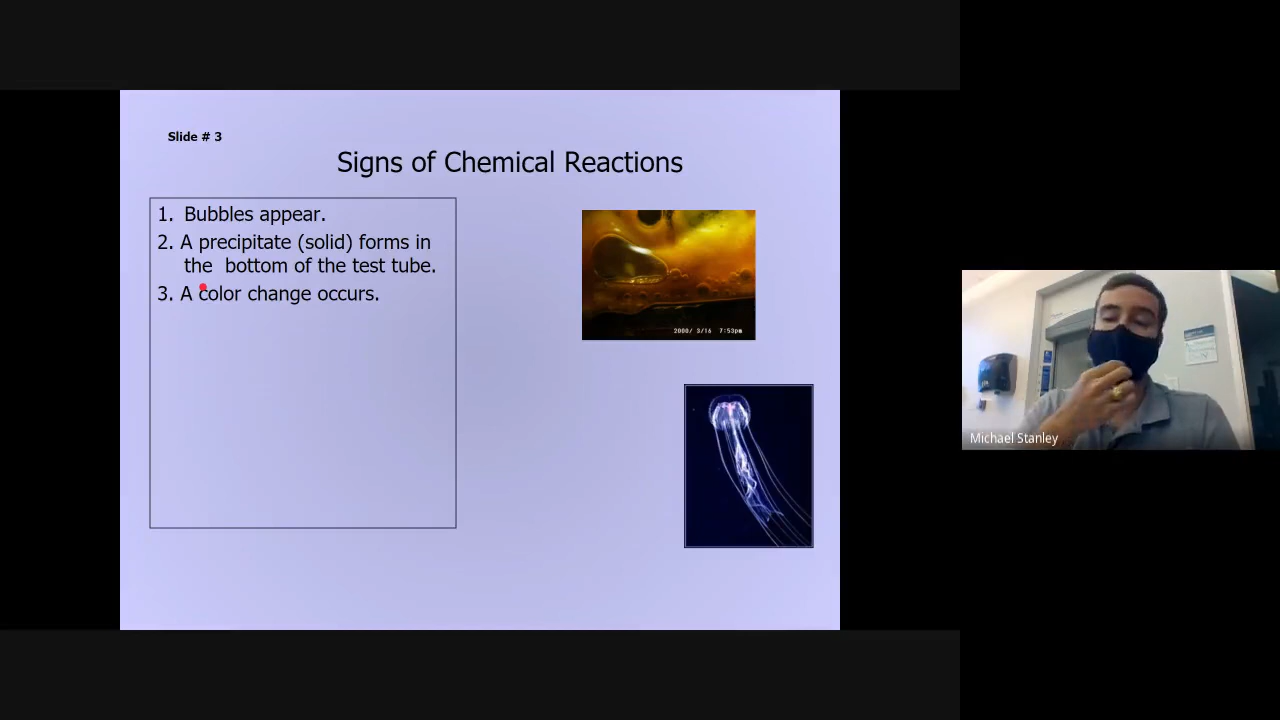 Slide # 3
Signs of Chemical Reactions
1. Bubbles appear.
2. A precipitate (solid) forms in
the bottom of the test tube.
3. A color change occurs.
2000/ 3/16 7:53pm
Michael Stanley